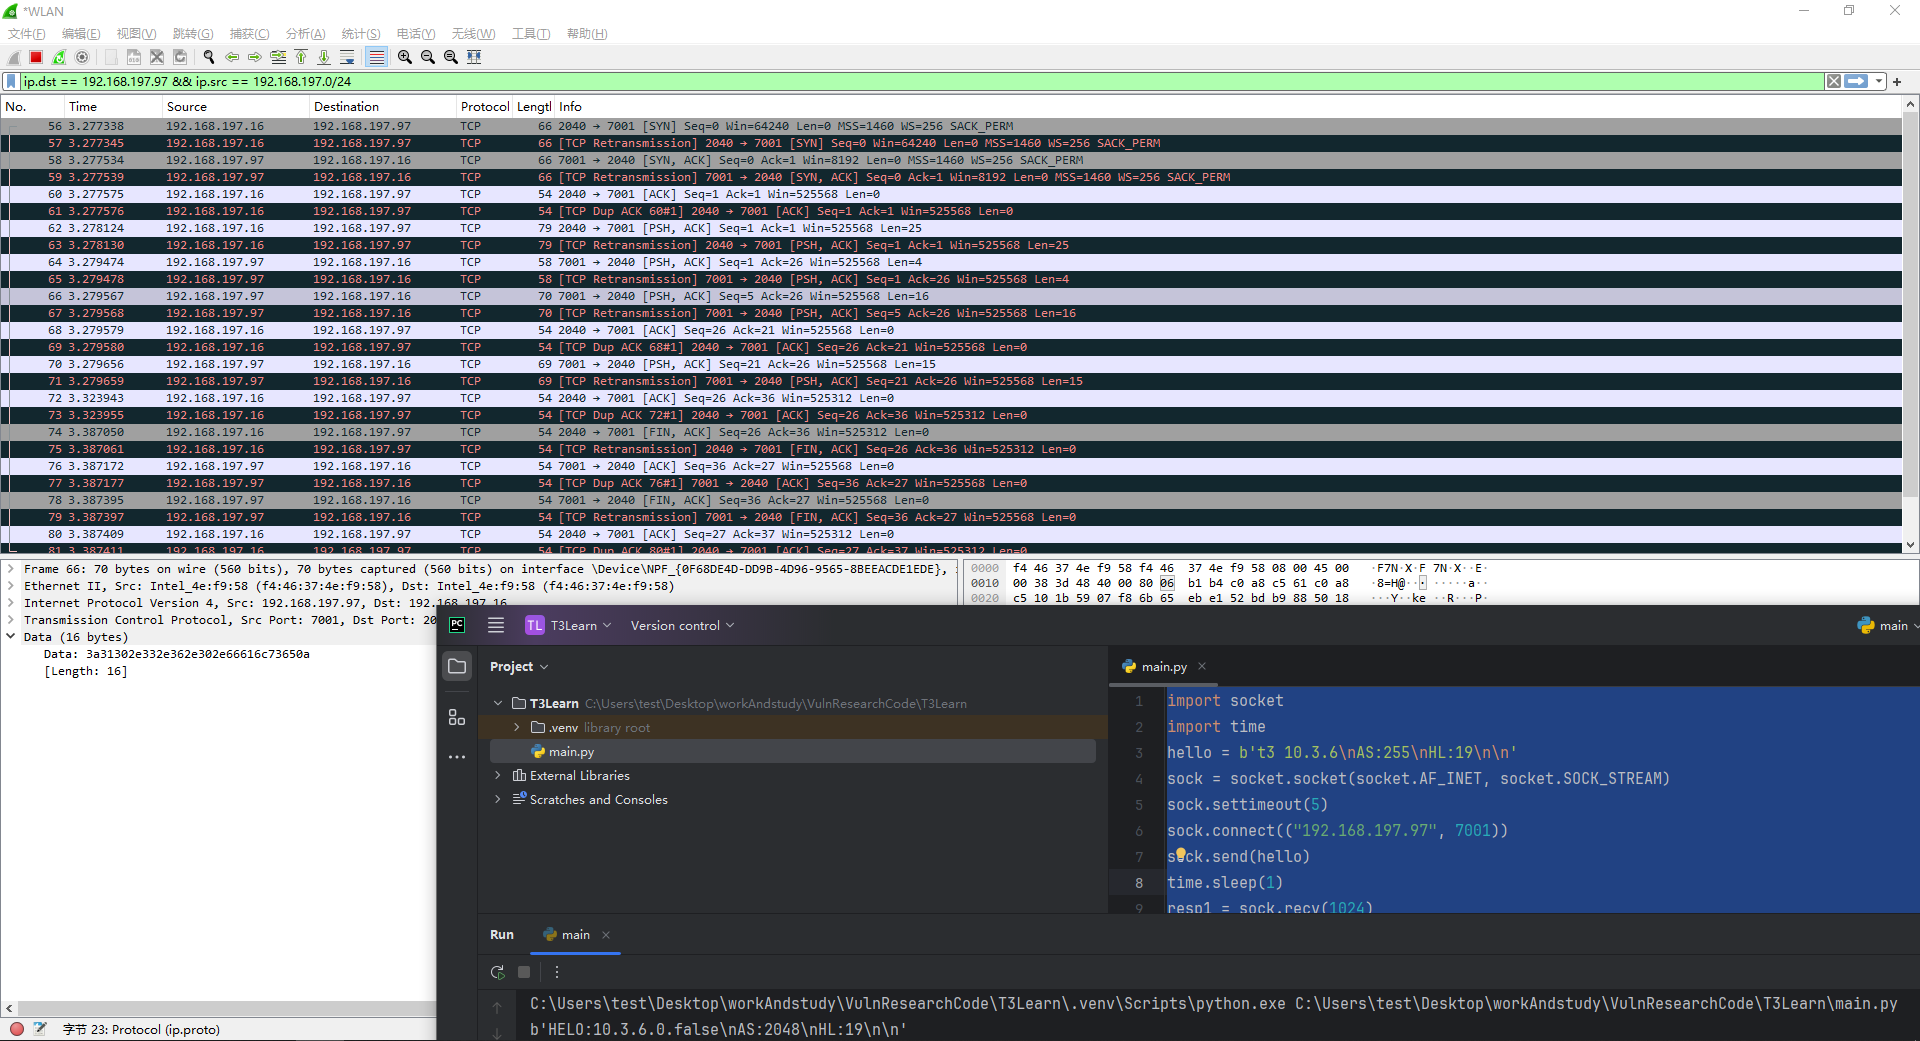 *WLAN
文件(F) 编辑(E) 视图(V) 跳转(G) 捕获(C) 分析(A) 统计(S) 电话(Y) 无线(W) 工具(T) 帮助(H)
ip.dst == 192.168.197.97 && ip.src == 192.168.197.0/24
No. Time Source Destination Protocol Lengtl Info
56 3.277338 192.168.197.16 192.168.197.97 TCP 66 2040 → 7001 [SYN] Seq=0 Win=64240 Len=0 MSS=1460 WS=256 SACK_PERM
57 3.277345 192.168.197.16 192.168.197.97 TCP 66 [TCP Retransmission] 2040 → 7001 [SYN] Seq=0 Win=64240 Len=0 MSS=1460 WS=256 SACK_PERM
58 3.277534 192.168.197.97 192.168.197.16 TCP 66 7001 → 2040 [SYN, ACK] Seq=0 Ack=1 Win=8192 Len=0 MSS=1460 WS=256 SACK_PERM
59 3.277539 192.168.197.97 192.168.197.16 TCP 66 [TCP Retransmission] 7001 → 2040 [SYN, ACK] Seq=0 Ack=1 Win=8192 Len=0 MSS=1460 WS=256 SACK_PERM
60 3.277575 192.168.197.16 192.168.197.97 TCP 54 2040 → 7001 [ACK] Seq=1 Ack=1 Win=525568 Len=0
61 3.277576 192.168.197.16 192.168.197.97 TCP 54 [TCP Dup ACK 60#1] 2040 → 7001 [ACK] Seq=1 Ack=1 Win=525568 Len=0
62 3.278124 192.168.197.16 192.168.197.97 TCP 79 2040 → 7001 [PSH, ACK] Seq=1 Ack=1 Win=525568 Len=25
63 3.278130 192.168.197.16 192.168.197.97 TCP 79 [TCP Retransmission] 2040 → 7001 [PSH, ACK] Seq=1 Ack=1 Win=525568 Len=25
64 3.279474 192.168.197.97 192.168.197.16 TCP 58 7001 → 2040 [PSH, ACK] Seq=1 Ack=26 Win=525568 Len=4
65 3.279478 192.168.197.97 192.168.197.16 TCP 58 [TCP Retransmission] 7001 → 2040 [PSH, ACK] Seq=1 Ack=26 Win=525568 Len=4
66 3.279567 192.168.197.97 192.168.197.16 TCP 70 7001 → 2040 [PSH, ACK] Seq=5 Ack=26 Win=525568 Len=16
67 3.279568 192.168.197.97 192.168.197.16 TCP 70 [TCP Retransmission] 7001 → 2040 [PSH, ACK] Seq=5 Ack=26 Win=525568 Len=16
68 3.279579 192.168.197.16 192.168.197.97 TCP 54 2040 → 7001 [ACK] Seq=26 Ack=21 Win=525568 Len=0
69 3.279580 192.168.197.16 192.168.197.97 TCP 54 [TCP Dup ACK 68#1] 2040 → 7001 [ACK] Seq=26 Ack=21 Win=525568 Len=0
70 3.279656 192.168.197.97 192.168.197.16 TCP 69 7001 → 2040 [PSH, ACK] Seq=21 Ack=26 Win=525568 Len=15
71 3.279659 192.168.197.97 192.168.197.16 TCP 69 [TCP Retransmission] 7001 → 2040 [PSH, ACK] Seq=21 Ack=26 Win=525568 Len=15
72 3.323943 192.168.197.16 192.168.197.97 TCP 54 2040 → 7001 [ACK] Seq=26 Ack=36 Win=525312 Len=0
73 3.323955 192.168.197.16 192.168.197.97 TCP 54 [TCP Dup ACK 72#1] 2040 → 7001 [ACK] Seq=26 Ack=36 Win=525312 Len=0
74 3.387050 192.168.197.16 192.168.197.97 TCP 54 2040 → 7001 [FIN, ACK] Seq=26 Ack=36 Win=525312 Len=0
75 3.387061 192.168.197.16 192.168.197.97 TCP 54 [TCP Retransmission] 2040 → 7001 [FIN, ACK] Seq=26 Ack=36 Win=525312 Len=0
76 3.387172 192.168.197.97 192.168.197.16 TCP 54 7001 → 2040 [ACK] Seq=36 Ack=27 Win=525568 Len=0
77 3.387177 192.168.197.97 192.168.197.16 TCP 54 [TCP Dup ACK 76#1] 7001 → 2040 [ACK] Seq=36 Ack=27 Win=525568 Len=0
78 3.387395 192.168.197.97 192.168.197.16 TCP 54 7001 → 2040 [FIN, ACK] Seq=36 Ack=27 Win=525568 Len=0
79 3.387397 192.168.197.97 192.168.197.16 TCP 54 [TCP Retransmission] 7001 → 2040 [FIN, ACK] Seq=36 Ack=27 Win=525568 Len=0
80 3.387409 192.168.197.16 192.168.197.97 TCP 54 2040 → 7001 [ACK] Seq=27 Ack=37 Win=525312 Len=0
81 3.387411 192.168.197.16 192.168.197.97 TCP 54 [TCP Dup ACK 80#1] 2040 → 7001 [ACK] Seq=27 Ack=37 Win=525312 Len=0
Frame 66: 70 bytes on wire (560 bits), 70 bytes captured (560 bits) on interface \Device\NPF_{0F68DE4D-DD9B-4D96-9565-8BEEACDE1EDE},
Ethernet II, Src: Intel_4e:f9:58 (f4:46:37:4e:f9:58), Dst: Intel_4e:f9:58 (f4:46:37:4e:f9:58)
Internet Protocol Version 4, Src: 192.168.197.97, Dst: 192.168.197.16
Transmission Control Protocol, Src Port: 7001, Dst Port: 20
Data (16 bytes)
Data: 3a31302e332e362e302e66616c73650a
[Length: 16]
0000 f4 46 37 4e f9 58 f4 46 37 4e f9 58 08 00 45 00 ·F7N·X·F 7N·X··E·
0010 00 38 3d 48 40 00 80 06 b1 b4 c0 a8 c5 61 c0 a8 ·8=H@··· ·····a··
0020 c5 10 1b 59 07 f8 6b 65 eb e1 52 bd b9 88 50 18 ···Y··ke ··R···P·
字节 23: Protocol (ip.proto)
PC TL T3Learn Version control main
Project
T3Learn C:\Users\test\Desktop\workAndstudy\VulnResearchCode\T3Learn
.venv library root
main.py
External Libraries
Scratches and Consoles
main.py
1 import socket
2 import time
3 hello = b't3 10.3.6\nAS:255\nHL:19\n\n'
4 sock = socket.socket(socket.AF_INET, socket.SOCK_STREAM)
5 sock.settimeout(5)
6 sock.connect(("192.168.197.97", 7001))
7 sock.send(hello)
8 time.sleep(1)
9 resp1 = sock.recv(1024)
Run main
C:\Users\test\Desktop\workAndstudy\VulnResearchCode\T3Learn\.venv\Scripts\python.exe C:\Users\test\Desktop\workAndstudy\VulnResearchCode\T3Learn\main.py
b'HELO:10.3.6.0.false\nAS:2048\nHL:19\n\n'